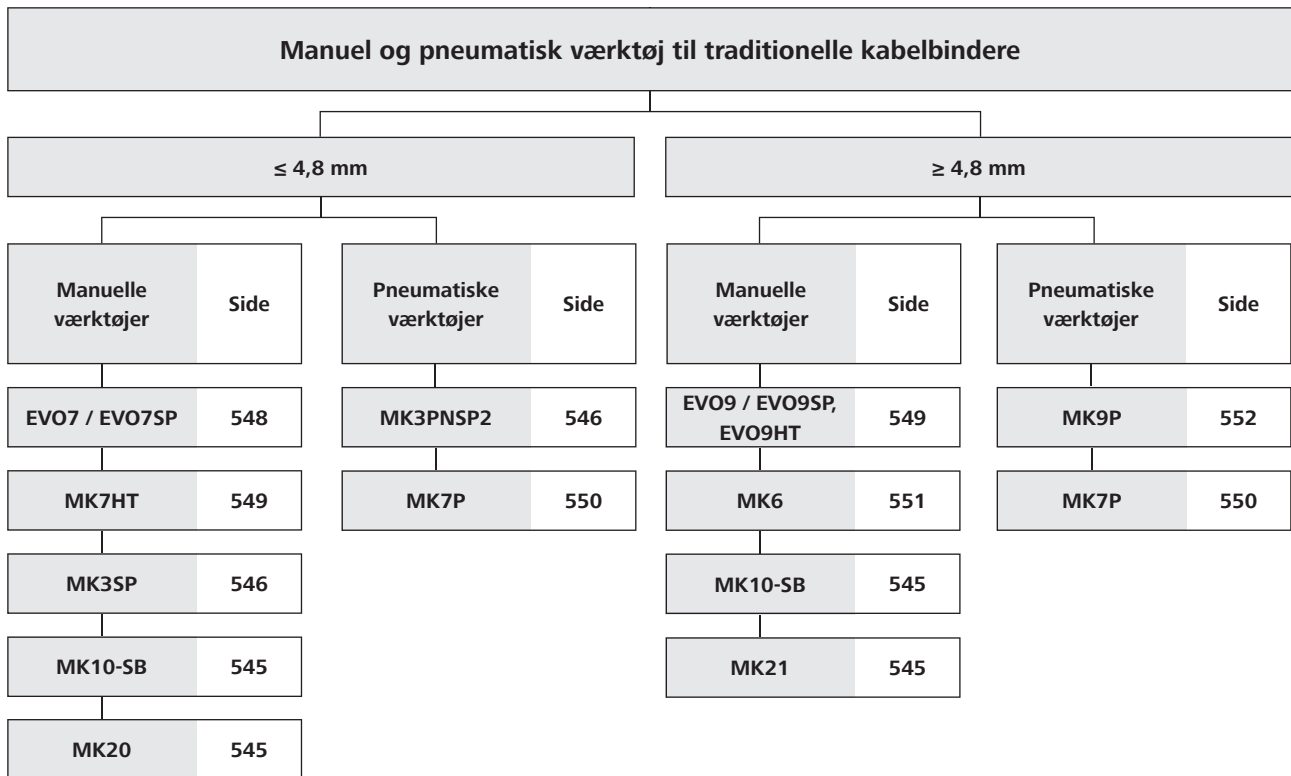 Manuel og pneumatisk værktøj til traditionelle kabelbindere
≤ 4,8 mm
≥ 4,8 mm
Manuelle
værktøjer
Side
Pneumatiske
værktøjer
Side
Manuelle
værktøjer
Side
Pneumatiske
værktøjer
Side
EVO7 / EVO7SP
548
MK3PNSP2
546
EVO9 / EVO9SP,
EVO9HT
549
MK9P
552
MK7HT
549
MK7P
550
MK6
551
MK7P
550
MK3SP
546
MK10-SB
545
MK10-SB
545
MK21
545
MK20
545